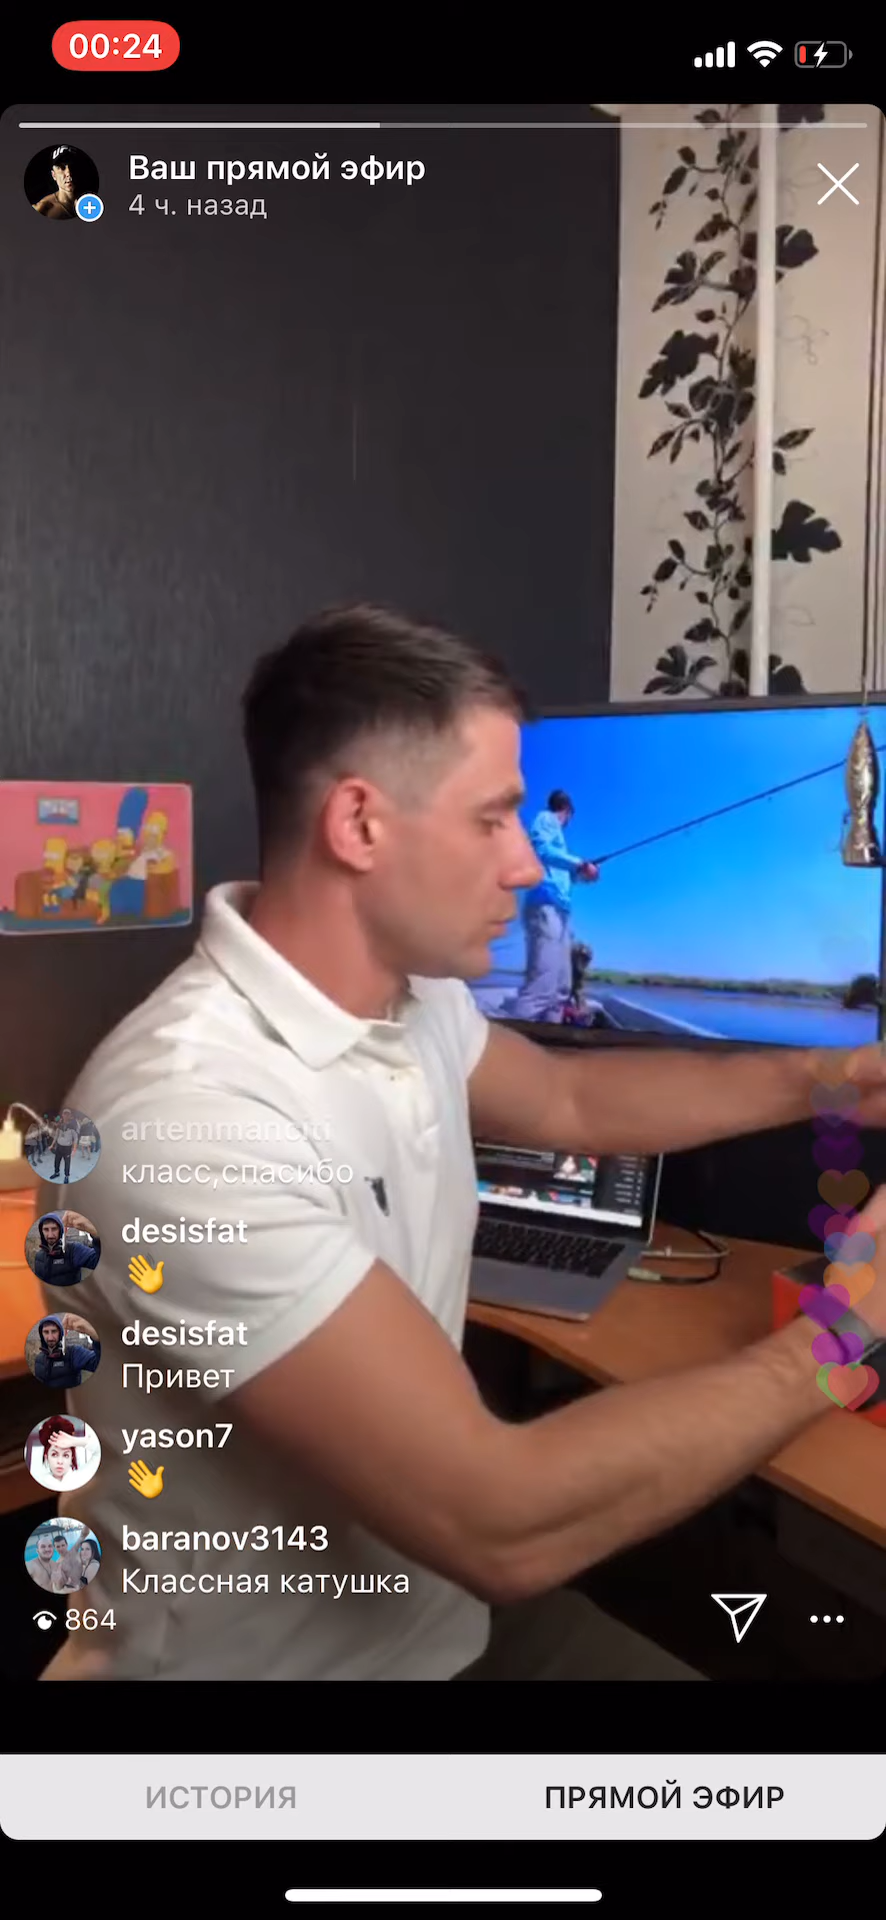 00:24
Ваш прямой эфир
4 ч. назад
artemmanciti
класс,спасибо
desisfat
👋
desisfat
Привет
yason7
👋
baranov3143
Классная катушка
864
ИСТОРИЯ
ПРЯМОЙ ЭФИР